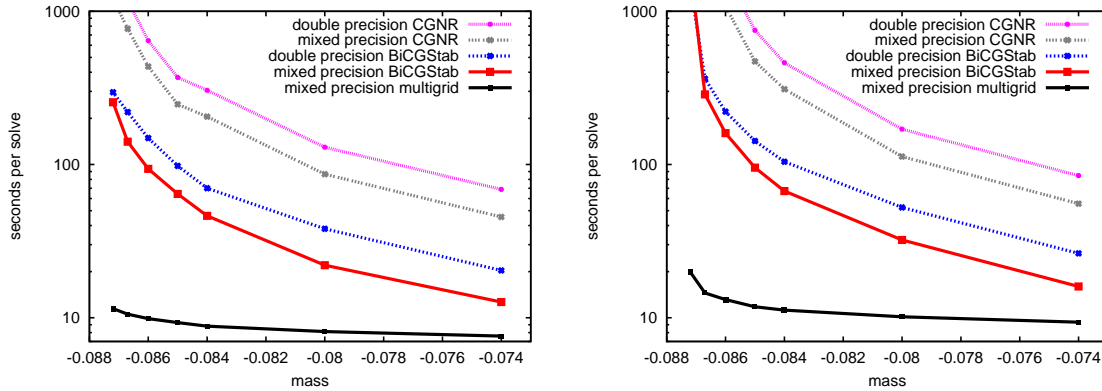 1000
100
10
seconds per solve
double precision CGNR
mixed precision CGNR
double precision BiCGStab
mixed precision BiCGStab
mixed precision multigrid
-0.088 -0.086 -0.084 -0.082 -0.08 -0.078 -0.076 -0.074
mass
1000
100
10
seconds per solve
double precision CGNR
mixed precision CGNR
double precision BiCGStab
mixed precision BiCGStab
mixed precision multigrid
-0.088 -0.086 -0.084 -0.082 -0.08 -0.078 -0.076 -0.074
mass